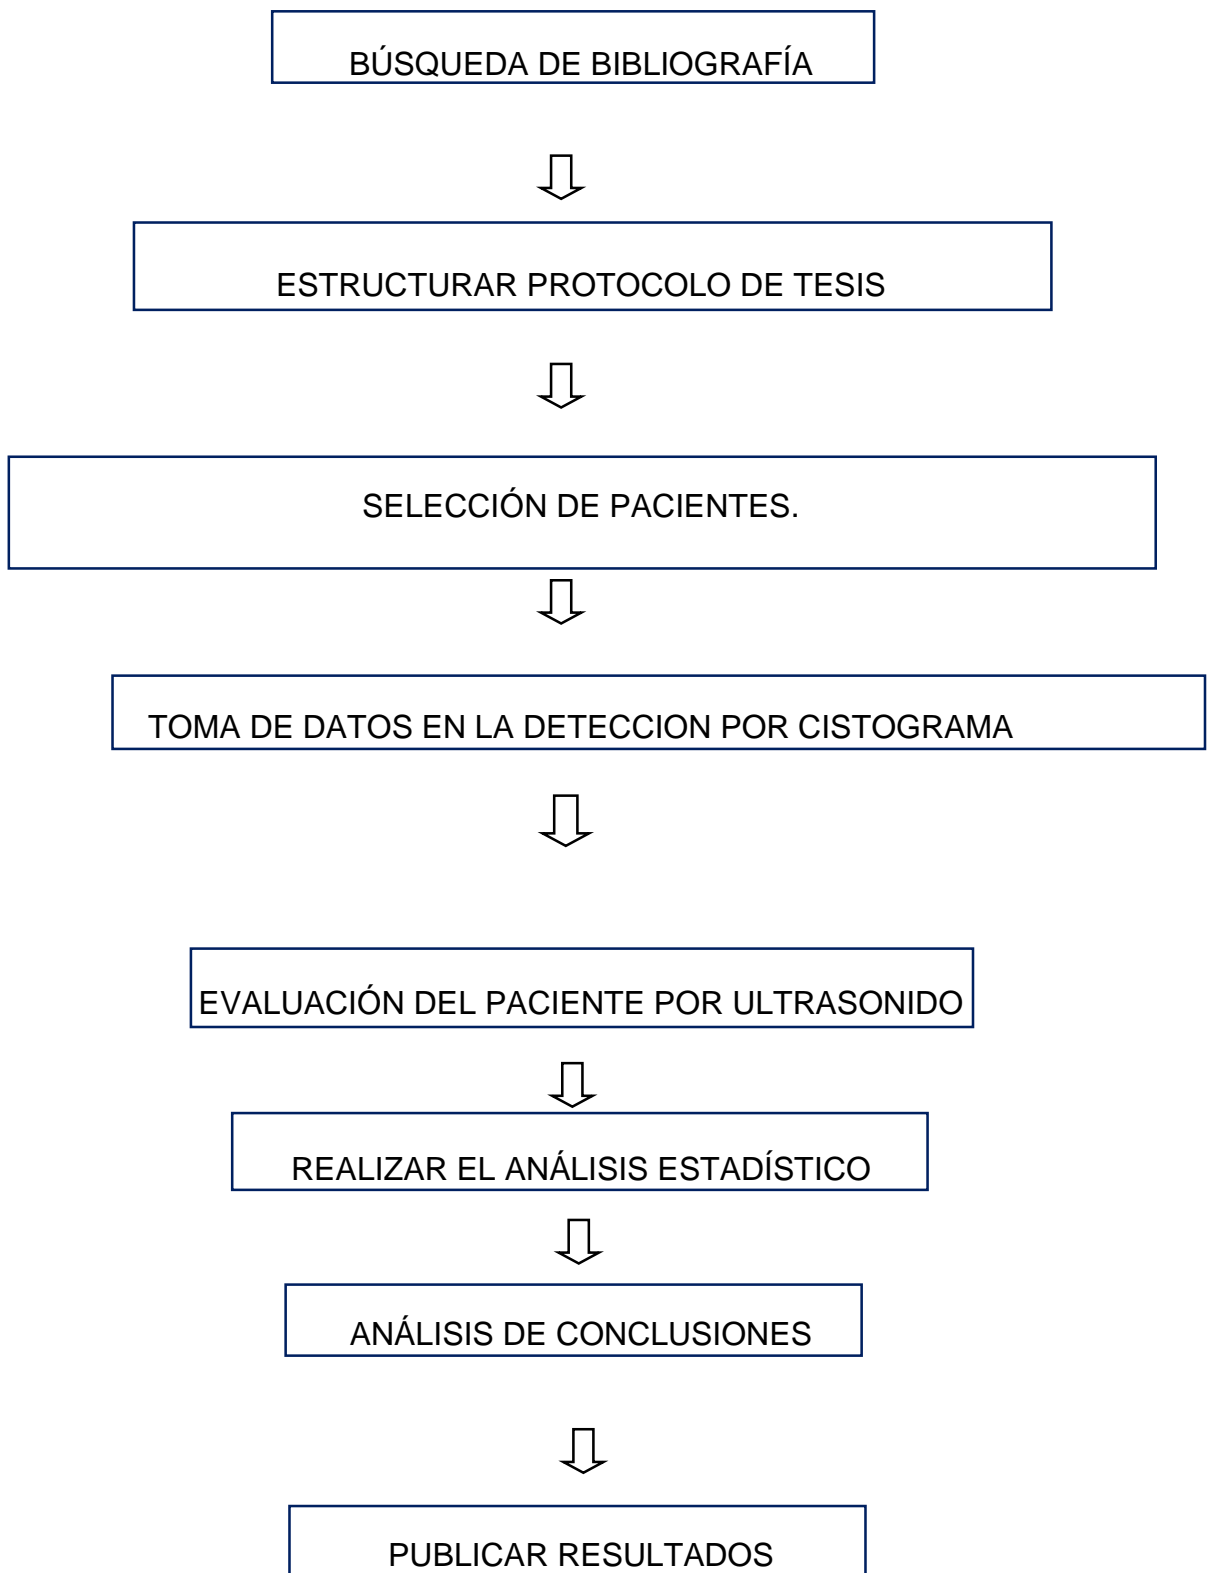 BÚSQUEDA DE BIBLIOGRAFÍA
ESTRUCTURAR PROTOCOLO DE TESIS
SELECCIÓN DE PACIENTES.
TOMA DE DATOS EN LA DETECCION POR CISTOGRAMA
EVALUACIÓN DEL PACIENTE POR ULTRASONIDO
REALIZAR EL ANÁLISIS ESTADÍSTICO
ANÁLISIS DE CONCLUSIONES
PUBLICAR RESULTADOS